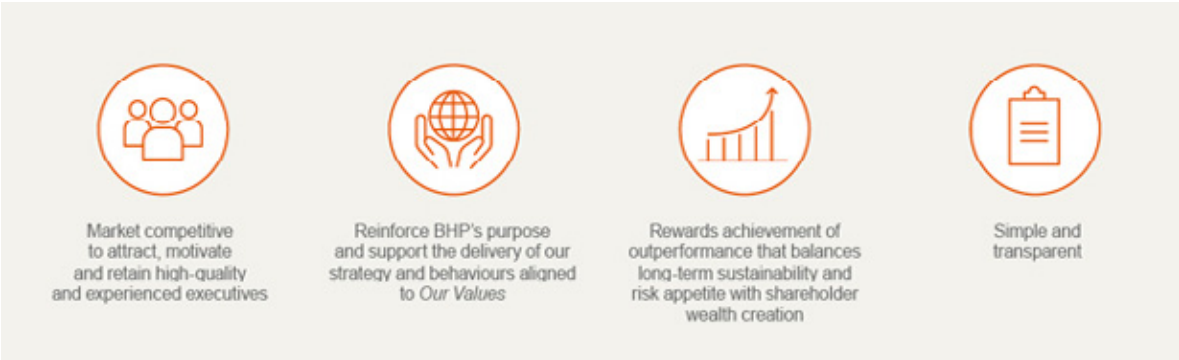 Market competitive
to attract, motivate
and retain high-quality
and experienced executives
Reinforce BHP's purpose
and support the delivery of our
strategy and behaviours aligned
to Our Values
Rewards achievement of
outperformance that balances
long-term sustainability and
risk appetite with shareholder
wealth creation
Simple and
transparent